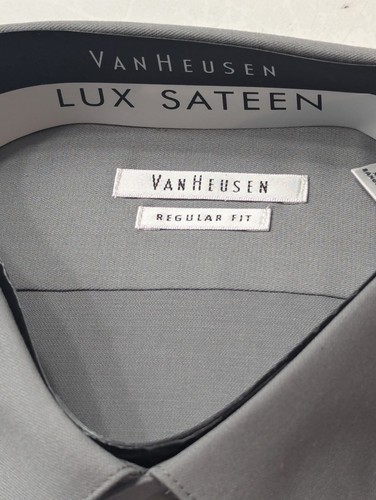 VANHEUSEN
LUX SATEEN
VANHEUSEN
REGULAR FIT